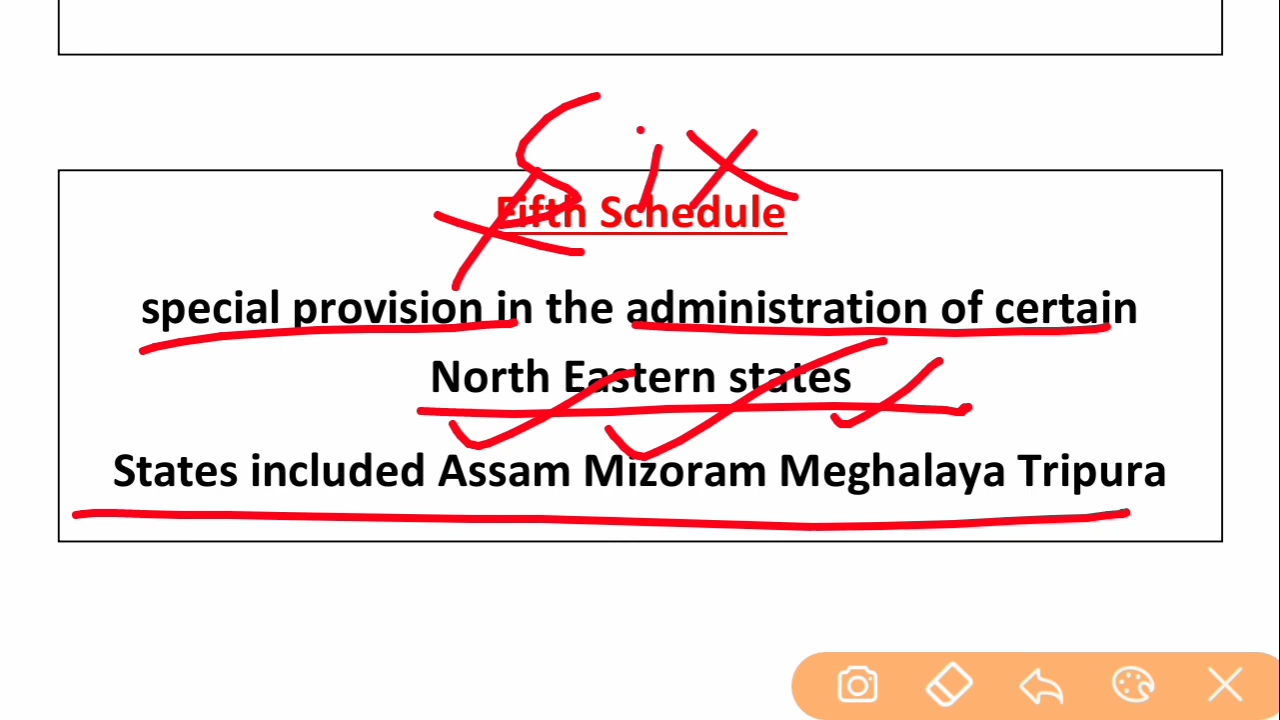 Six
Fifth Schedule
special provision in the administration of certain
North Eastern states
States included Assam Mizoram Meghalaya Tripura